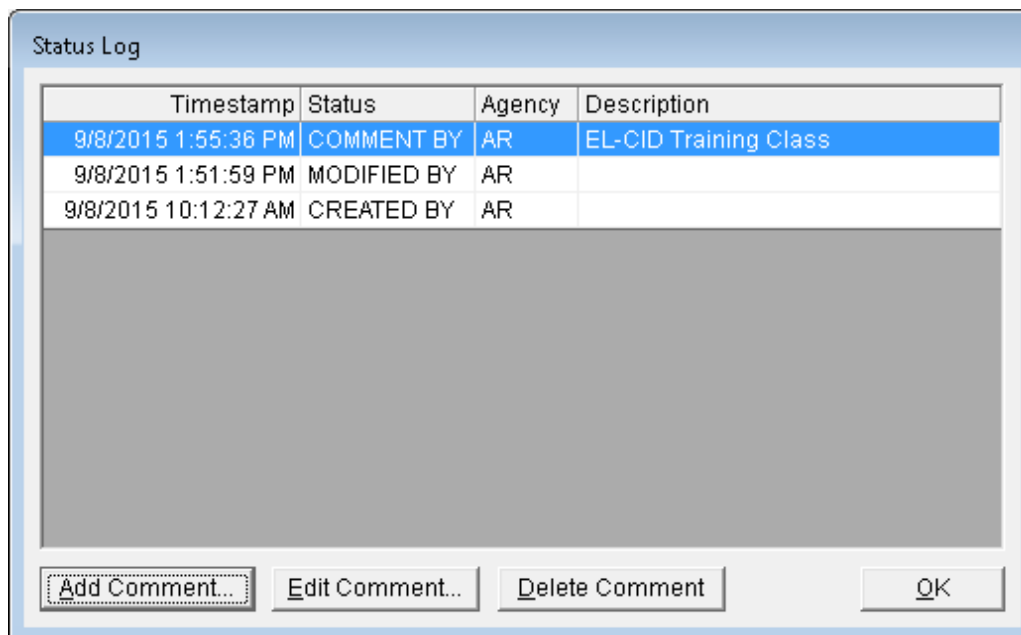 Status Log
Timestamp Status Agency Description
9/8/2015 1:55:36 PM COMMENT BY AR EL-CID Training Class
9/8/2015 1:51:59 PM MODIFIED BY AR
9/8/2015 10:12:27 AM CREATED BY AR
Add Comment... Edit Comment... Delete Comment OK